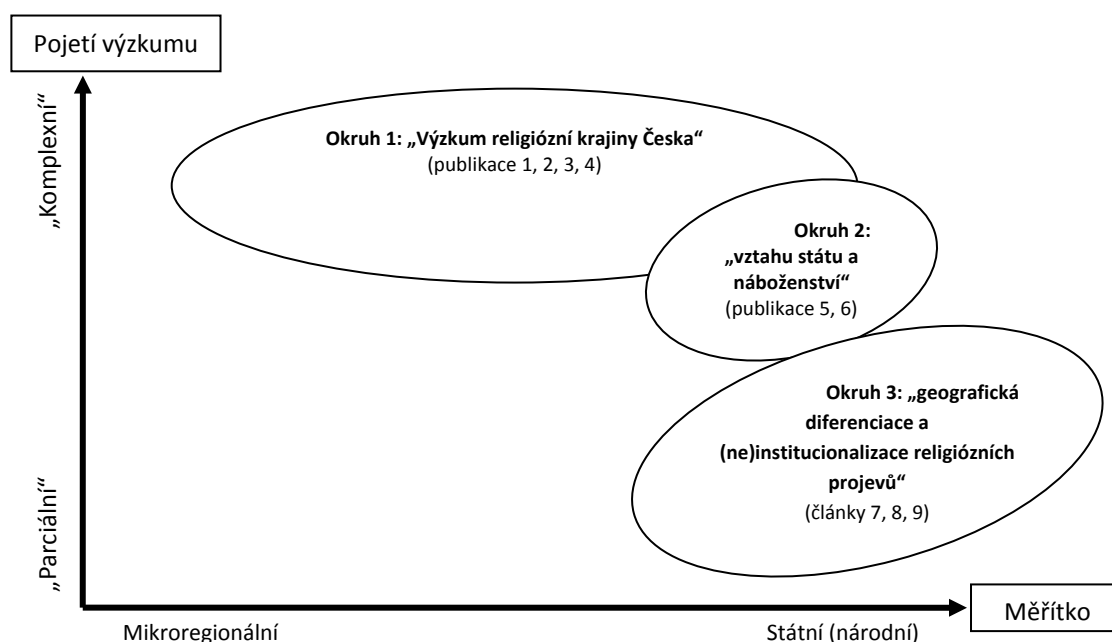 Pojetí výzkumu
„Komplexní“
Okruh 1: „Výzkum religiózní krajiny Česka“
(publikace 1, 2, 3, 4)
Okruh 2:
„vztahu státu a
náboženství“
(publikace 5, 6)
Okruh 3: „geografická
diferenciace a
(ne)institucionalizace religiózních
projevů“
(články 7, 8, 9)
„Parciální“
Měřítko
Mikroregionální
Státní (národní)